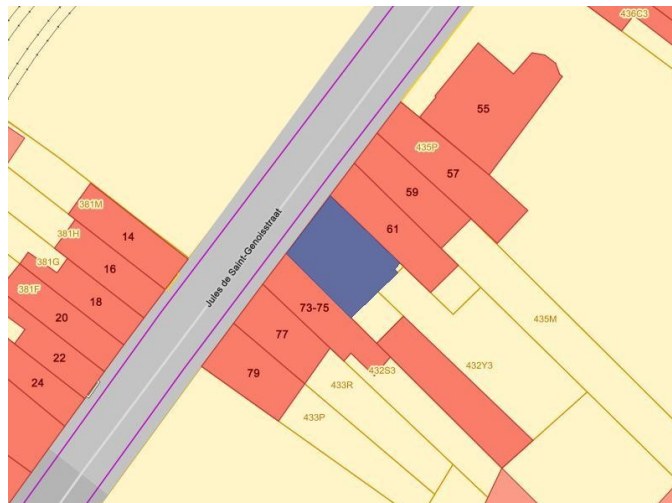 436C3
55
435P
57
59
61
381M
14
381H
16
381G
18
381F
20
22
24
Jules de Saint-Genoisstraat
73-75
77
79
435M
432Y3
432S3
433R
433P